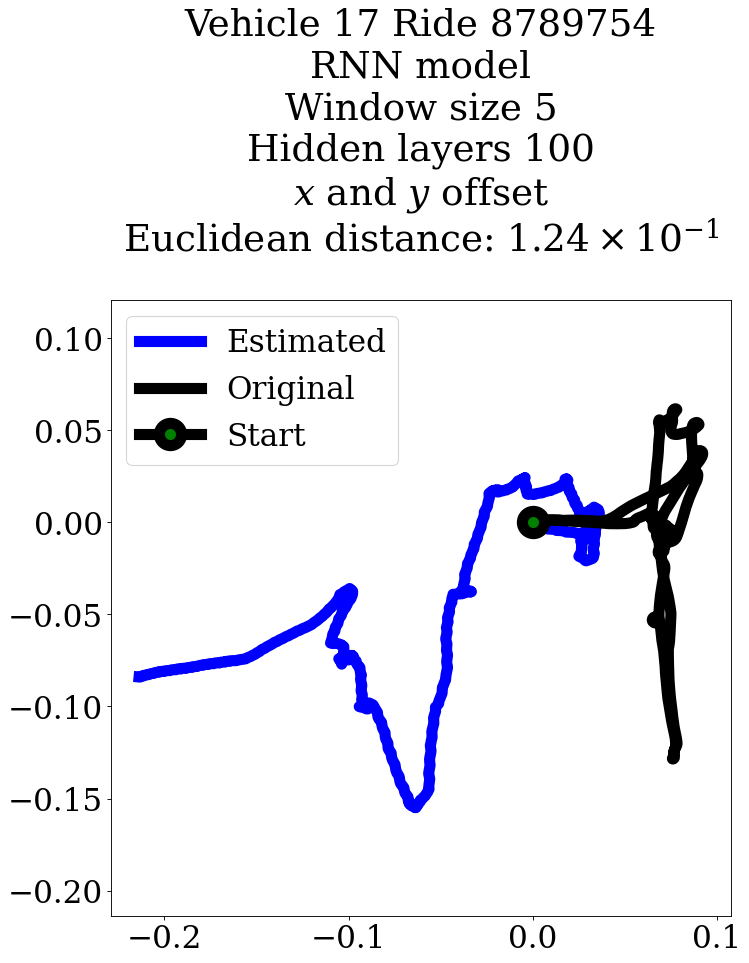 Vehicle 17 Ride 8789754
RNN model
Window size 5
Hidden layers 100
x and y offset
Euclidean distance: 1.24 × 10⁻¹
Estimated
Original
Start
0.10
0.05
0.00
−0.05
−0.10
−0.15
−0.20
−0.2 −0.1 0.0 0.1